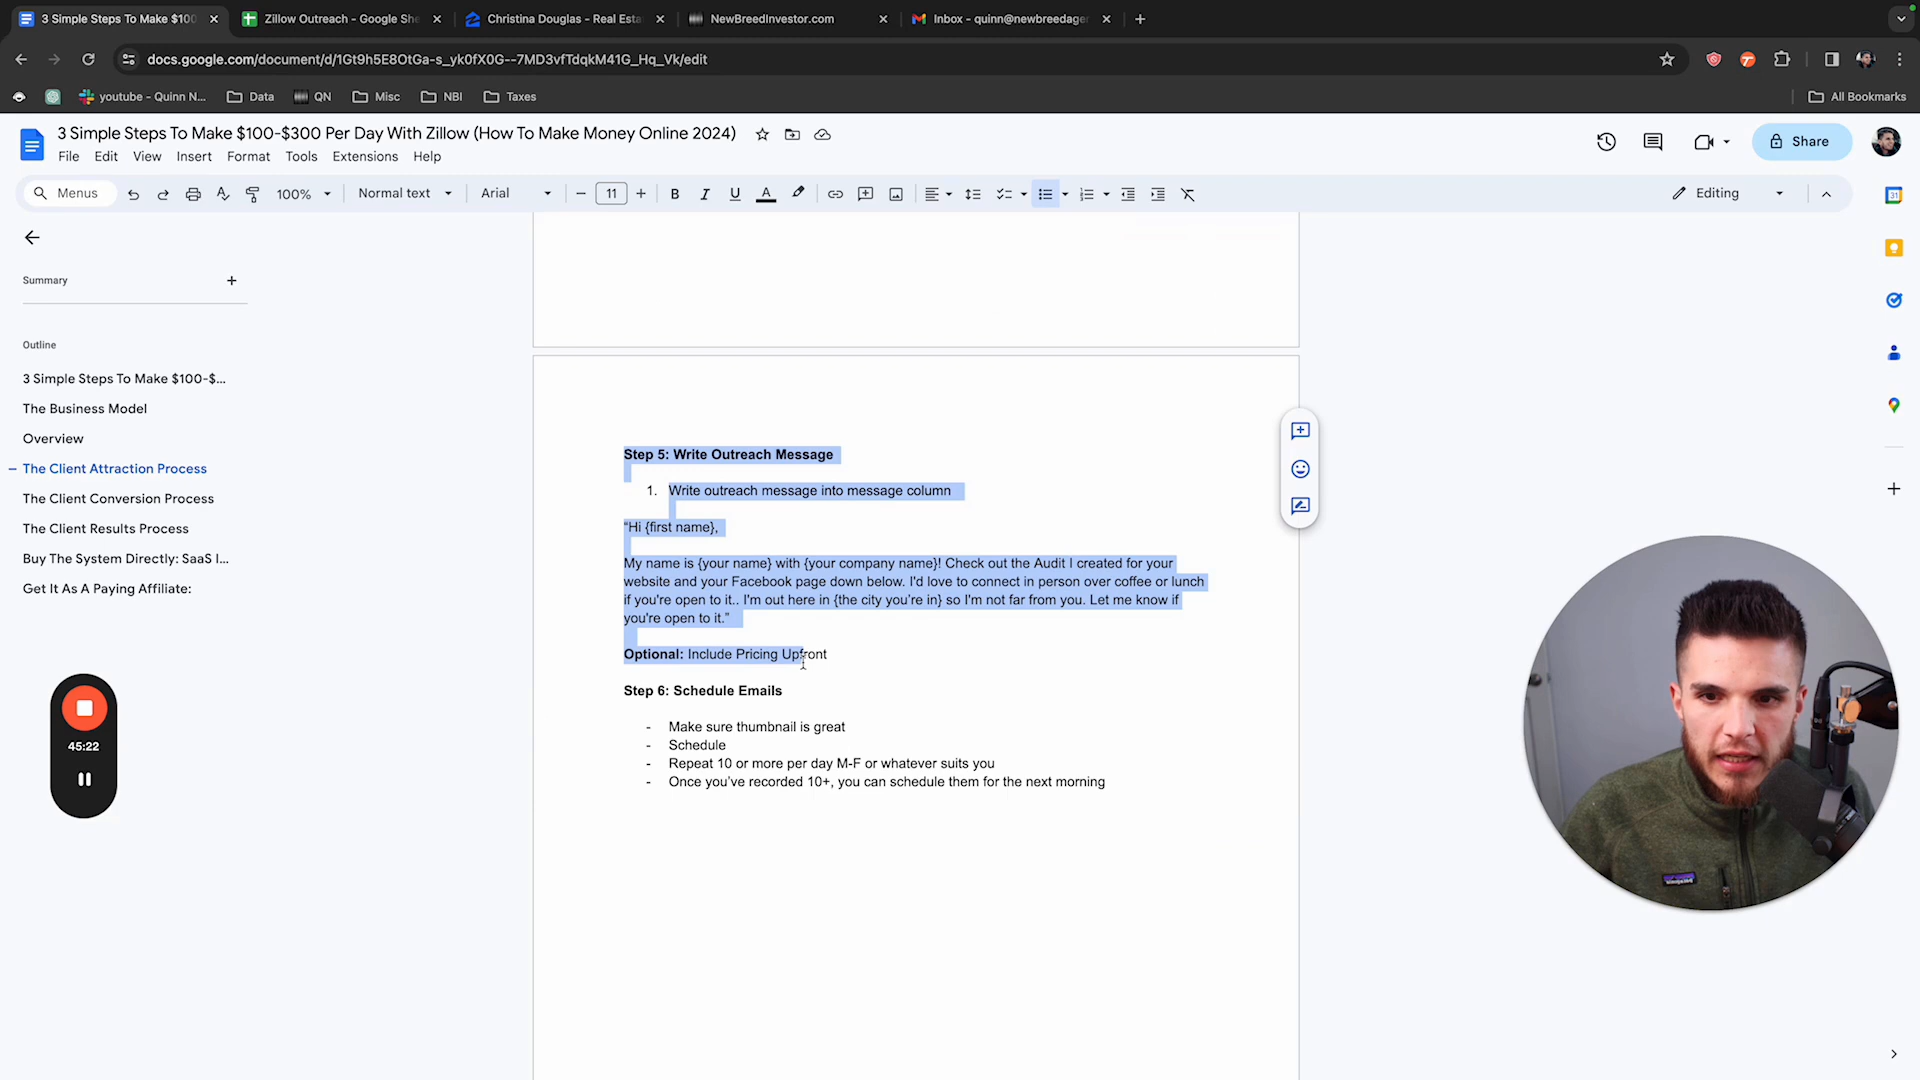 3 Simple Steps To Make $100
Zillow Outreach - Google She
Christina Douglas - Real Esta
NewBreedInvestor.com
Inbox - quinn@newbreedager
docs.google.com/document/d/1Gt9h5E8OtGa-s_yk0fX0G--7MD3vfTdqkM41G_Hq_Vk/edit
youtube - Quinn N...
Data
QN
Misc
NBI
Taxes
All Bookmarks
3 Simple Steps To Make $100-$300 Per Day With Zillow (How To Make Money Online 2024)
File Edit View Insert Format Tools Extensions Help
Share
Menus
100%
Normal text
Arial
11
Editing
31
Summary
Outline
3 Simple Steps To Make $100-$...
The Business Model
Overview
The Client Attraction Process
The Client Conversion Process
The Client Results Process
Buy The System Directly: SaaS I...
Get It As A Paying Affiliate:
Step 5: Write Outreach Message
1. Write outreach message into message column
“Hi {first name},
My name is {your name} with {your company name}! Check out the Audit I created for your
website and your Facebook page down below. I'd love to connect in person over coffee or lunch
if you're open to it.. I'm out here in {the city you’re in} so I'm not far from you. Let me know if
you're open to it.”
Optional: Include Pricing Upfront
Step 6: Schedule Emails
- Make sure thumbnail is great
- Schedule
- Repeat 10 or more per day M-F or whatever suits you
- Once you’ve recorded 10+, you can schedule them for the next morning
45:22
patagonia